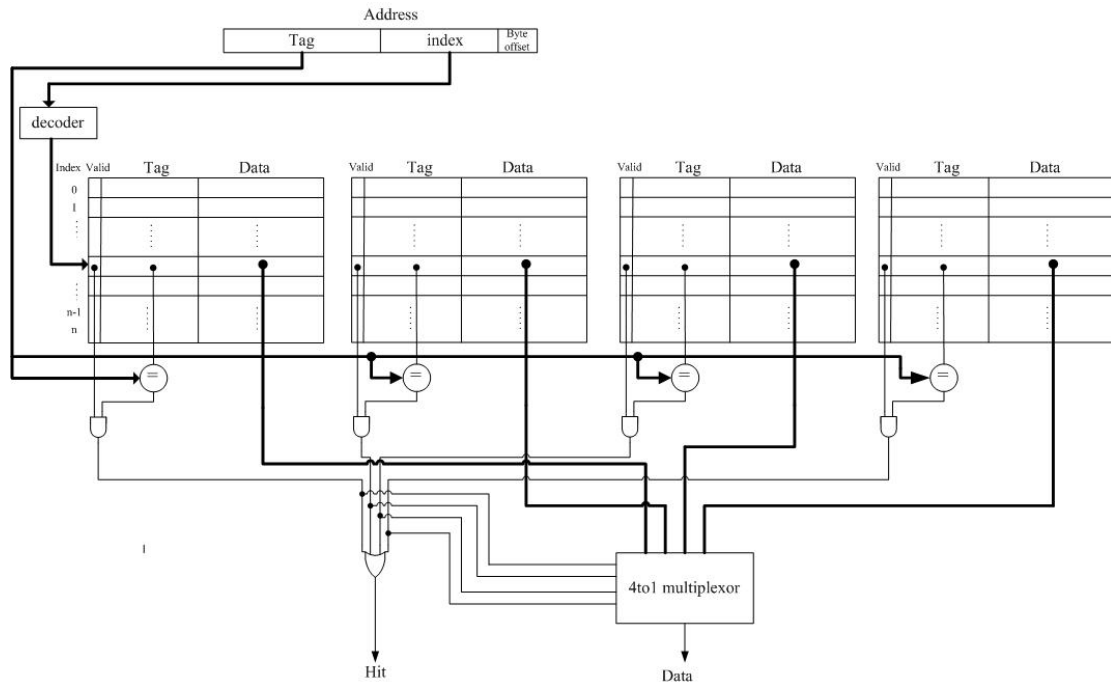 Address
Tag index Byte offset
decoder
Index Valid Tag Data Valid Tag Data Valid Tag Data Valid Tag Data
0
1
n-1
n
= = = =
1
4to1 multiplexor
Hit Data